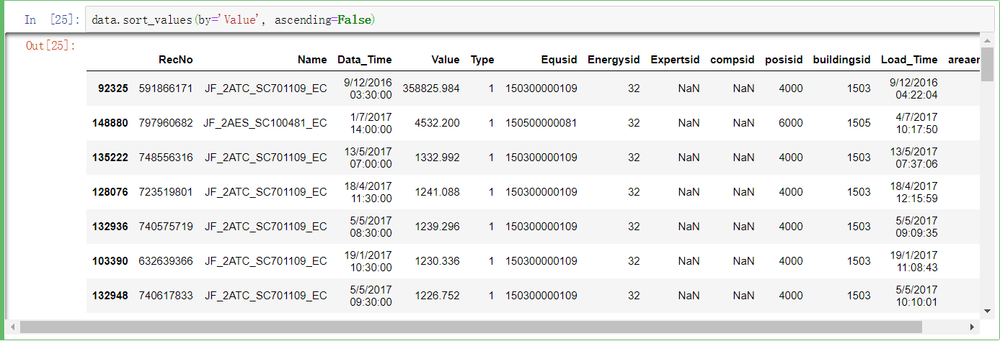 In [25]: data.sort_values(by='Value', ascending=False)
Out[25]:
RecNo Name Data_Time Value Type Equsid Energysid Expertsid compsid posisid buildingsid Load_Time areaer
92325 591866171 JF_2ATC_SC701109_EC 9/12/2016 03:30:00 358825.984 1 150300000109 32 NaN NaN 4000 1503 9/12/2016 04:22:04
148880 797960682 JF_2AES_SC100481_EC 1/7/2017 14:00:00 4532.200 1 150500000081 32 NaN NaN 6000 1505 4/7/2017 10:17:50
135222 748556316 JF_2ATC_SC701109_EC 13/5/2017 07:00:00 1332.992 1 150300000109 32 NaN NaN 4000 1503 13/5/2017 07:37:06
128076 723519801 JF_2ATC_SC701109_EC 18/4/2017 11:30:00 1241.088 1 150300000109 32 NaN NaN 4000 1503 18/4/2017 12:15:59
132936 740575719 JF_2ATC_SC701109_EC 5/5/2017 08:30:00 1239.296 1 150300000109 32 NaN NaN 4000 1503 5/5/2017 09:09:35
103390 632639366 JF_2ATC_SC701109_EC 19/1/2017 10:30:00 1230.336 1 150300000109 32 NaN NaN 4000 1503 19/1/2017 11:08:43
132948 740617833 JF_2ATC_SC701109_EC 5/5/2017 09:30:00 1226.752 1 150300000109 32 NaN NaN 4000 1503 5/5/2017 10:10:01